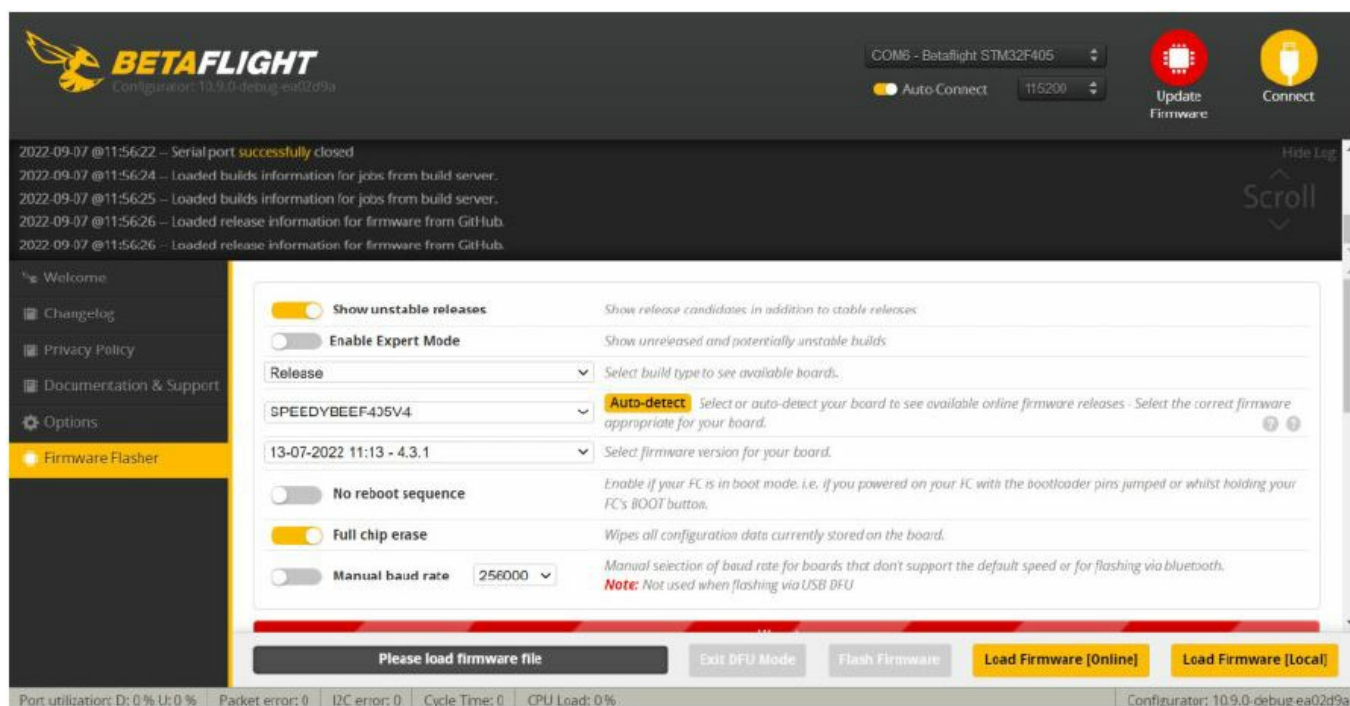 BETAFLIGHT
Configurator: 10.9.0-debug-ea02d9a
COM6 - Betaflight STM32F405
Auto-Connect
115200
Update
Firmware
Connect
2022-09-07 @11:56:22 -- Serial port successfully closed
Hide Log
2022-09-07 @11:56:24 -- Loaded builds information for jobs from build server.
2022-09-07 @11:56:25 -- Loaded builds information for jobs from build server.
Scroll
2022-09-07 @11:56:26 -- Loaded release information for firmware from GitHub.
2022-09-07 @11:56:26 -- Loaded release information for firmware from GitHub.
Welcome
Changelog
Privacy Policy
Documentation & Support
Options
Firmware Flasher
Show unstable releases
Show release candidates in addition to stable releases
Enable Expert Mode
Show unreleased and potentially unstable builds
Release
Select build type to see available boards.
SPEEDYBEEF405V4
Auto-detect Select or auto-detect your board to see available online firmware releases - Select the correct firmware
appropriate for your board.
13-07-2022 11:13 - 4.3.1
Select firmware version for your board.
No reboot sequence
Enable if your FC is in boot mode. i.e. if you powered on your FC with the bootloader pins jumped or whilst holding your
FC's BOOT button.
Full chip erase
Wipes all configuration data currently stored on the board.
Manual baud rate
256000
Manual selection of baud rate for boards that don't support the default speed or for flashing via bluetooth.
Note: Not used when flashing via USB DFU
Please load firmware file
Exit DFU Mode
Flash Firmware
Load Firmware [Online]
Load Firmware [Local]
Port utilization: D: 0 % U: 0 %
Packet error: 0
I2C error: 0
Cycle Time: 0
CPU Load: 0 %
Configurator: 10.9.0-debug-ea02d9a